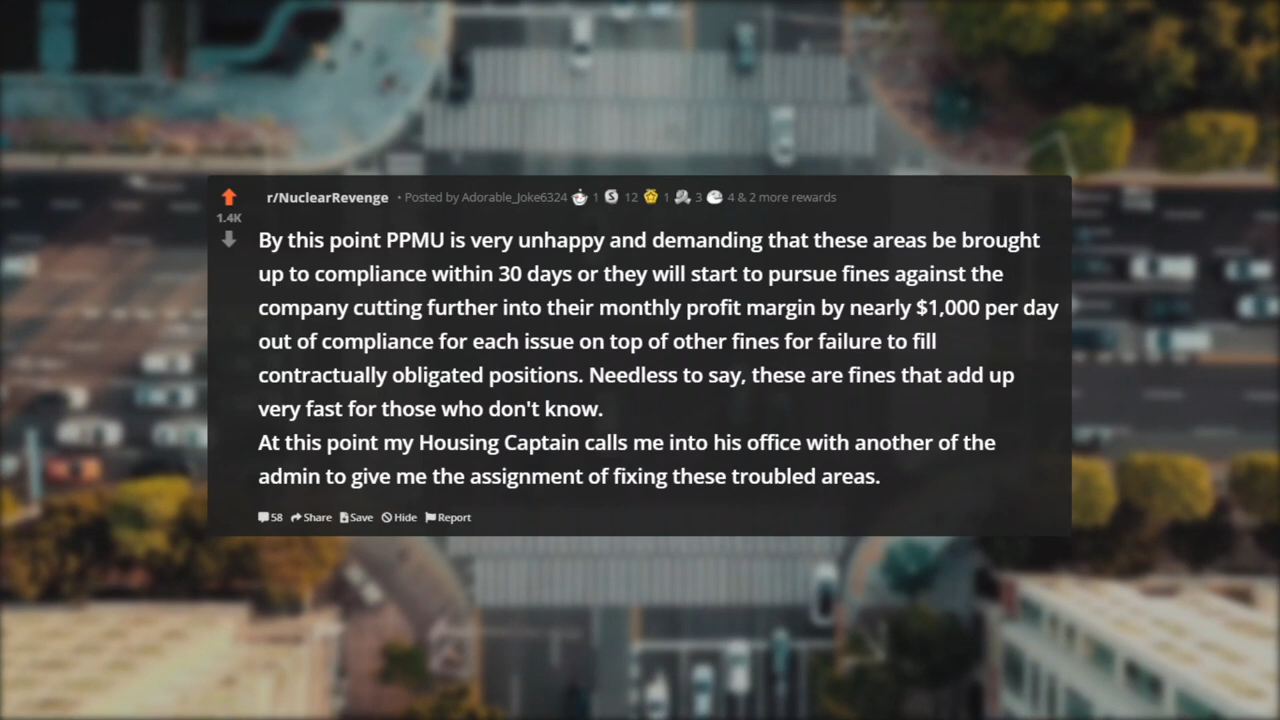 r/NuclearRevenge • Posted by Adorable_Joke6324 1 12 1 3 4 & 2 more rewards
1.4K
By this point PPMU is very unhappy and demanding that these areas be brought
up to compliance within 30 days or they will start to pursue fines against the
company cutting further into their monthly profit margin by nearly $1,000 per day
out of compliance for each issue on top of other fines for failure to fill
contractually obligated positions. Needless to say, these are fines that add up
very fast for those who don't know.
At this point my Housing Captain calls me into his office with another of the
admin to give me the assignment of fixing these troubled areas.
58 Share Save Hide Report